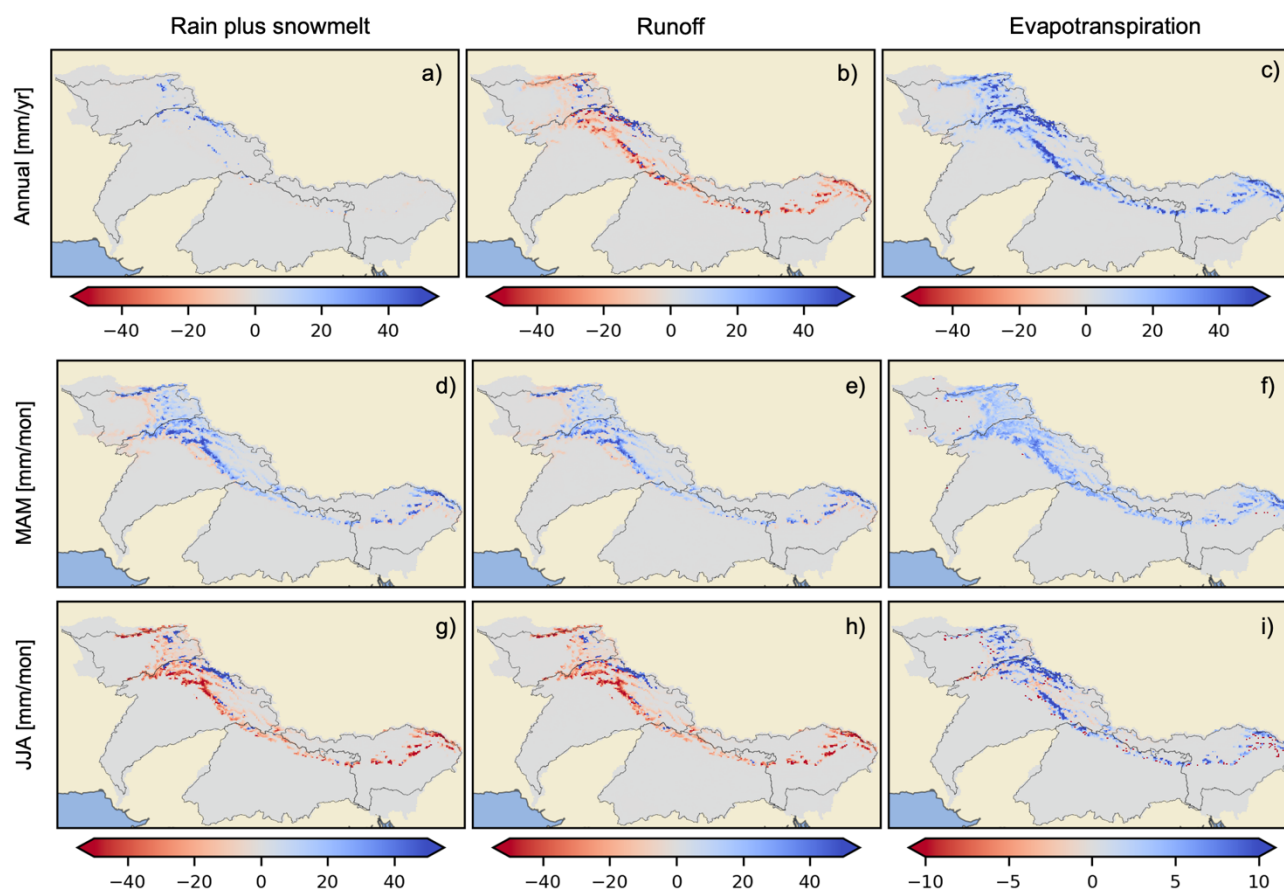 Rain plus snowmelt Runoff Evapotranspiration
Annual [mm/yr]
a) b) c)
−40 −20 0 20 40 −40 −20 0 20 40 −40 −20 0 20 40
MAM [mm/mon]
d) e) f)
JJA [mm/mon]
g) h) i)
−40 −20 0 20 40 −40 −20 0 20 40 −10 −5 0 5 10